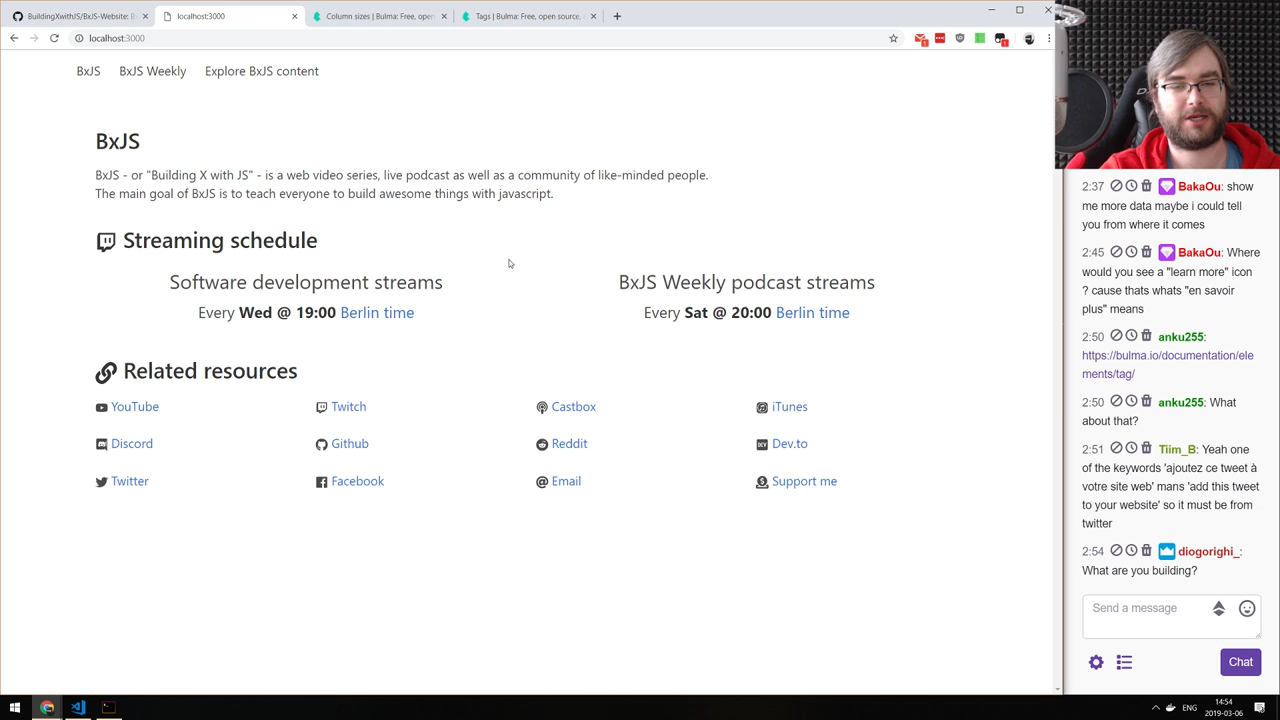 BuildingXwithJS/BxJS-Website: B
localhost:3000
Column sizes | Bulma: Free, open
Tags | Bulma: Free, open source,
localhost:3000
BxJS
BxJS Weekly
Explore BxJS content
BxJS
BxJS - or "Building X with JS" - is a web video series, live podcast as well as a community of like-minded people.
The main goal of BxJS is to teach everyone to build awesome things with javascript.
Streaming schedule
Software development streams
Every Wed @ 19:00 Berlin time
BxJS Weekly podcast streams
Every Sat @ 20:00 Berlin time
Related resources
YouTube
Twitch
Castbox
iTunes
Discord
Github
Reddit
Dev.to
Twitter
Facebook
Email
Support me
2:37 BakaOu: show
me more data maybe i could tell
you from where it comes
2:45 BakaOu: Where
would you see a "learn more" icon
? cause thats whats "en savoir
plus" means
2:50 anku255:
https://bulma.io/documentation/ele
ments/tag/
2:50 anku255: What
about that?
2:51 Tiim_B: Yeah one
of the keywords 'ajoutez ce tweet à
votre site web' mans 'add this tweet
to your website' so it must be from
twitter
2:54 diogorighi_:
What are you building?
Send a message
Chat
ENG
14:54
2019-03-06